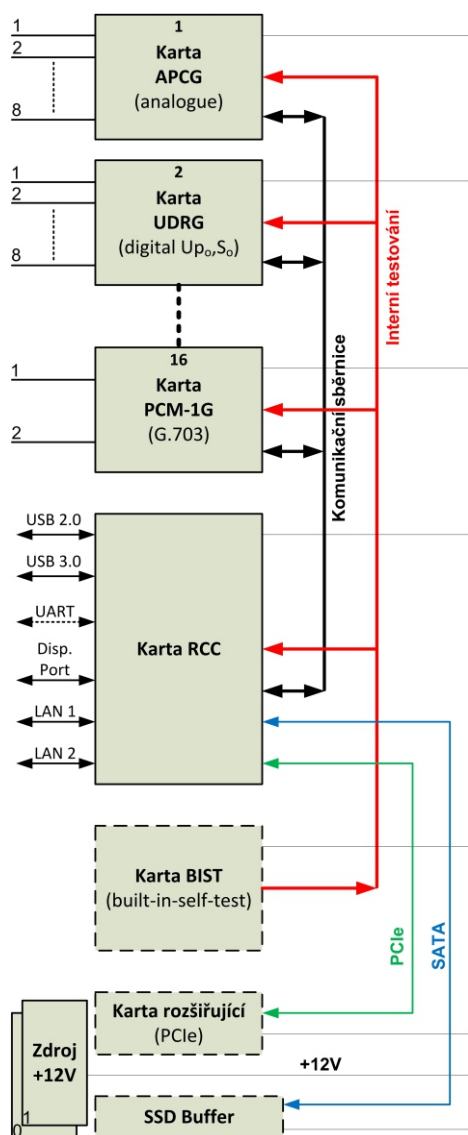 1
2
8
1
Karta
APCG
(analogue)
1
2
8
2
Karta
UDRG
(digital Upₒ,Sₒ)
1
2
16
Karta
PCM-1G
(G.703)
Interní testování
Komunikační sběrnice
USB 2.0
USB 3.0
UART
Disp.
Port
LAN 1
LAN 2
Karta RCC
Karta BIST
(built-in-self-test)
PCIe
SATA
Karta rozšiřující
(PCIe)
Zdroj
+12V
1
0
+12V
SSD Buffer